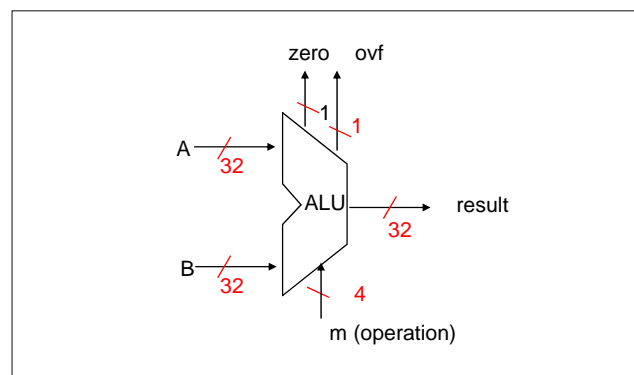 zero ovf
1
1
A
32
ALU
result
32
B
32
4
m (operation)